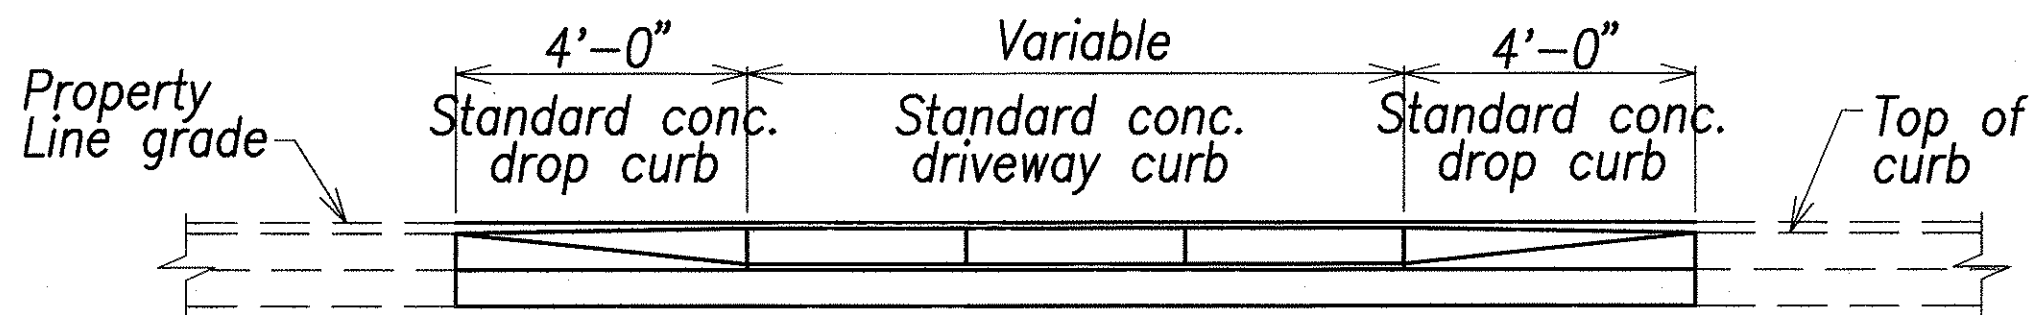 4'-0"
Variable
4'-0"
Property
Line grade
Standard conc.
drop curb
Standard conc.
driveway curb
Standard conc.
drop curb
Top of
curb